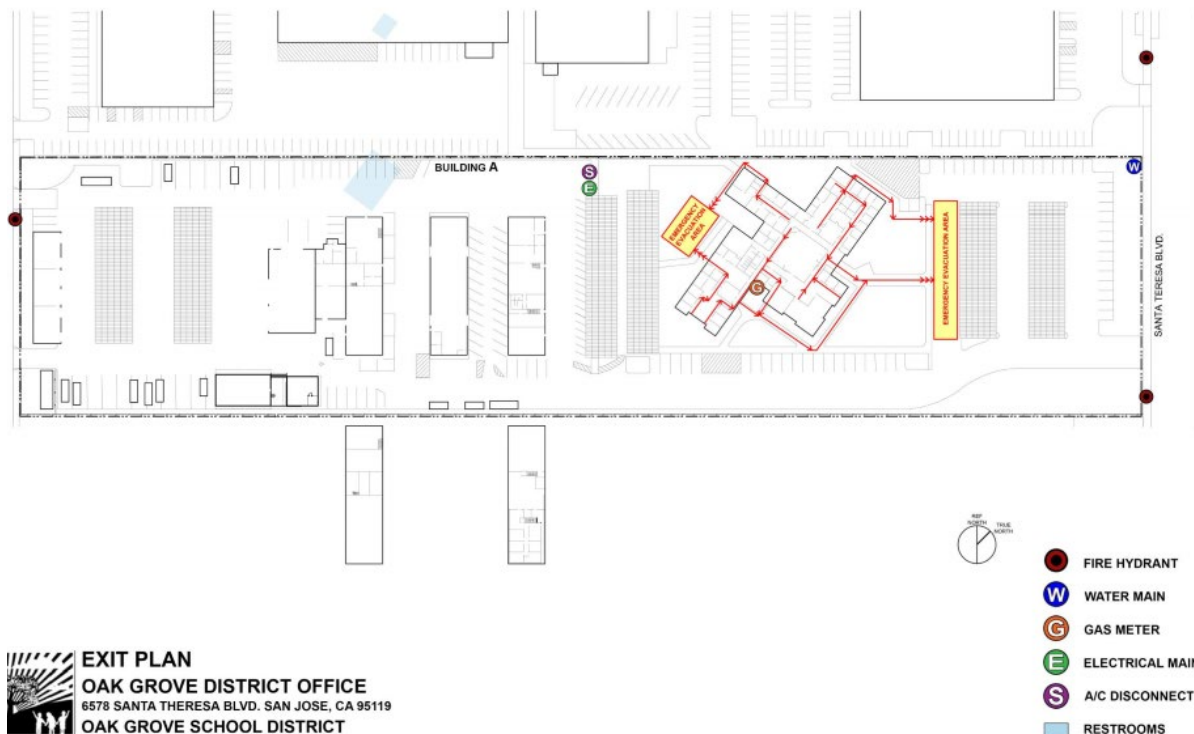 BUILDING A
S
E
W
EMERGENCY
EVACUATION
AREA
EMERGENCY EVACUATION AREA
G
SANTA TERESA BLVD.
REF
NORTH
TRUE
NORTH
FIRE HYDRANT
W WATER MAIN
G GAS METER
E ELECTRICAL MAIN
S A/C DISCONNECT
RESTROOMS
EXIT PLAN
OAK GROVE DISTRICT OFFICE
6578 SANTA THERESA BLVD. SAN JOSE, CA 95119
OAK GROVE SCHOOL DISTRICT